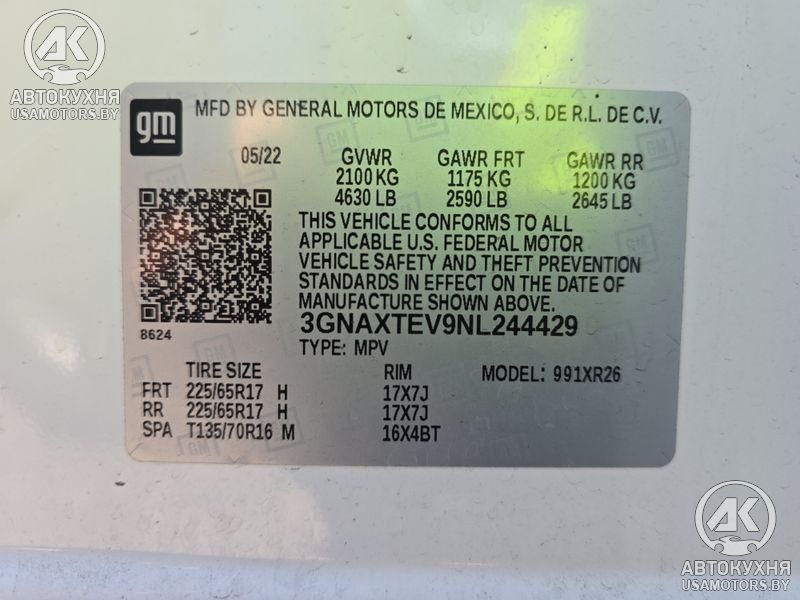 AK
АВТОКУХНЯ
USAMOTORS.BY
gm
MFD BY GENERAL MOTORS DE MEXICO, S. DE R.L. DE C.V.
05/22 GVWR GAWR FRT GAWR RR
2100 KG 1175 KG 1200 KG
4630 LB 2590 LB 2645 LB
THIS VEHICLE CONFORMS TO ALL
APPLICABLE U.S. FEDERAL MOTOR
VEHICLE SAFETY AND THEFT PREVENTION
STANDARDS IN EFFECT ON THE DATE OF
MANUFACTURE SHOWN ABOVE.
3GNAXTEV9NL244429
8624
TYPE: MPV
TIRE SIZE RIM MODEL: 991XR26
FRT 225/65R17 H 17X7J
RR 225/65R17 H 17X7J
SPA T135/70R16 M 16X4BT
AK
АВТОКУХНЯ
USAMOTORS.BY